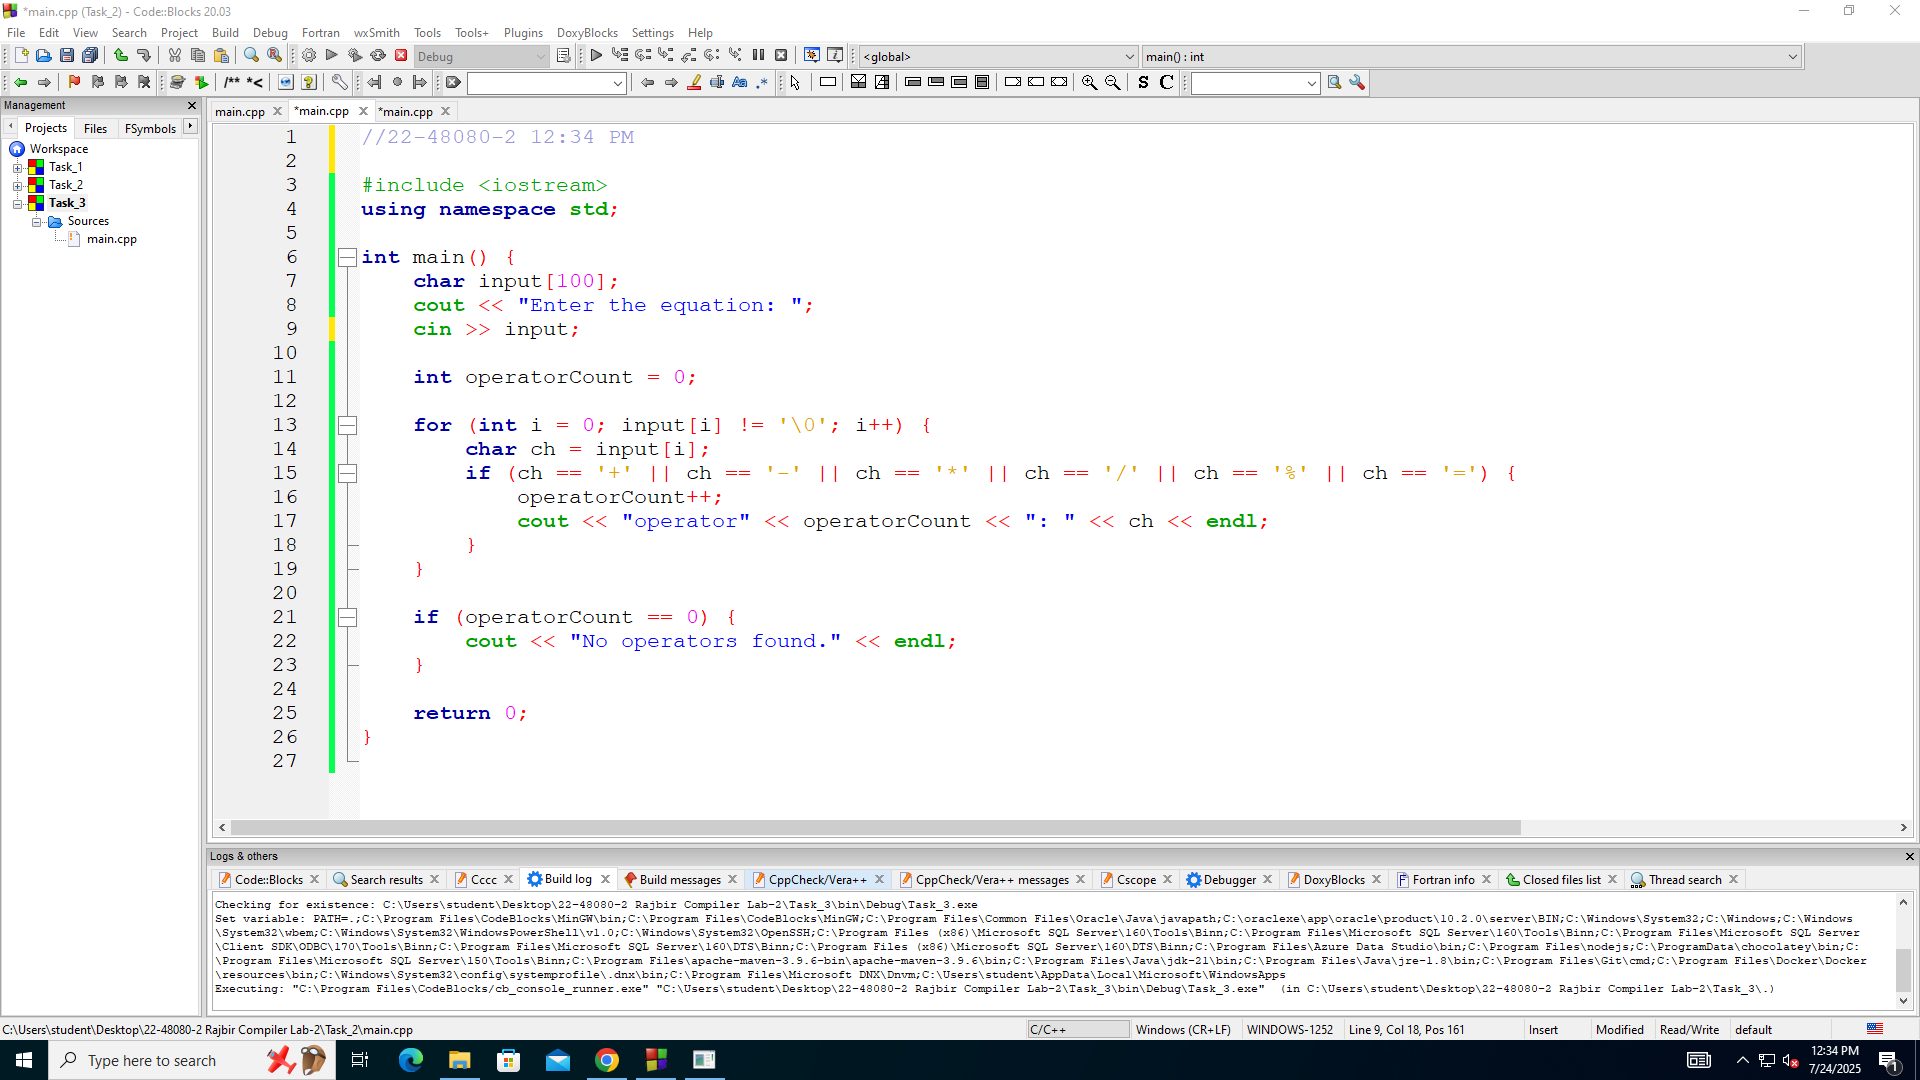 *main.cpp (Task_2) - Code::Blocks 20.03
File Edit View Search Project Build Debug Fortran wxSmith Tools Tools+ Plugins DoxyBlocks Settings Help
Debug <global> main() : int
/** *< Aa .* S C
Management
Projects Files FSymbols
Workspace
Task_1
Task_2
Task_3
Sources
main.cpp
main.cpp *main.cpp *main.cpp
1 //22-48080-2 12:34 PM
2
3 #include <iostream>
4 using namespace std;
5
6 int main() {
7 char input[100];
8 cout << "Enter the equation: ";
9 cin >> input;
10
11 int operatorCount = 0;
12
13 for (int i = 0; input[i] != '\0'; i++) {
14 char ch = input[i];
15 if (ch == '+' || ch == '-' || ch == '*' || ch == '/' || ch == '%' || ch == '=') {
16 operatorCount++;
17 cout << "operator" << operatorCount << ": " << ch << endl;
18 }
19 }
20
21 if (operatorCount == 0) {
22 cout << "No operators found." << endl;
23 }
24
25 return 0;
26 }
27
Logs & others
Code::Blocks Search results Cccc Build log Build messages CppCheck/Vera++ CppCheck/Vera++ messages Cscope Debugger DoxyBlocks Fortran info Closed files list Thread search
Checking for existence: C:\Users\student\Desktop\22-48080-2 Rajbir Compiler Lab-2\Task_3\bin\Debug\Task_3.exe
Set variable: PATH=.;C:\Program Files\CodeBlocks\MinGW\bin;C:\Program Files\CodeBlocks\MinGW;C:\Program Files\Common Files\Oracle\Java\javapath;C:\oraclexe\app\oracle\product\10.2.0\server\BIN;C:\Windows\System32;C:\Windows;C:\Windows
\System32\wbem;C:\Windows\System32\WindowsPowerShell\v1.0;C:\Windows\System32\OpenSSH;C:\Program Files (x86)\Microsoft SQL Server\160\Tools\Binn;C:\Program Files\Microsoft SQL Server\160\Tools\Binn;C:\Program Files\Microsoft SQL Server
\Client SDK\ODBC\170\Tools\Binn;C:\Program Files\Microsoft SQL Server\160\DTS\Binn;C:\Program Files (x86)\Microsoft SQL Server\160\DTS\Binn;C:\Program Files\Azure Data Studio\bin;C:\Program Files\nodejs;C:\ProgramData\chocolatey\bin;C:
\Program Files\Microsoft SQL Server\150\Tools\Binn;C:\Program Files\apache-maven-3.9.6-bin\apache-maven-3.9.6\bin;C:\Program Files\Java\jdk-21\bin;C:\Program Files\Java\jre-1.8\bin;C:\Program Files\Git\cmd;C:\Program Files\Docker\Docker
\resources\bin;C:\Windows\System32\config\systemprofile\.dnx\bin;C:\Program Files\Microsoft DNX\Dnvm;C:\Users\student\AppData\Local\Microsoft\WindowsApps
Executing: "C:\Program Files\CodeBlocks/cb_console_runner.exe" "C:\Users\student\Desktop\22-48080-2 Rajbir Compiler Lab-2\Task_3\bin\Debug\Task_3.exe" (in C:\Users\student\Desktop\22-48080-2 Rajbir Compiler Lab-2\Task_3\.)
C:\Users\student\Desktop\22-48080-2 Rajbir Compiler Lab-2\Task_2\main.cpp C/C++ Windows (CR+LF) WINDOWS-1252 Line 9, Col 18, Pos 161 Insert Modified Read/Write default
Type here to search
12:34 PM
7/24/2025
1